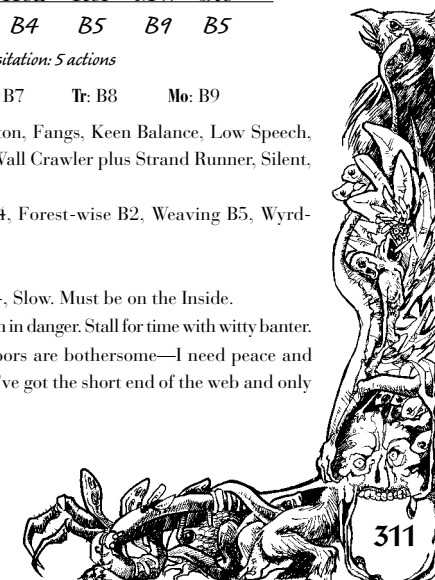 B4 B5 B9 B5
sitation: 5 actions
B7 Tr: B8 Mo: B9
ton, Fangs, Keen Balance, Low Speech,
Wall Crawler plus Strand Runner, Silent,
4, Forest-wise B2, Weaving B5, Wyrd-
-, Slow. Must be on the Inside.
n in danger. Stall for time with witty banter.
oors are bothersome—I need peace and
've got the short end of the web and only
311